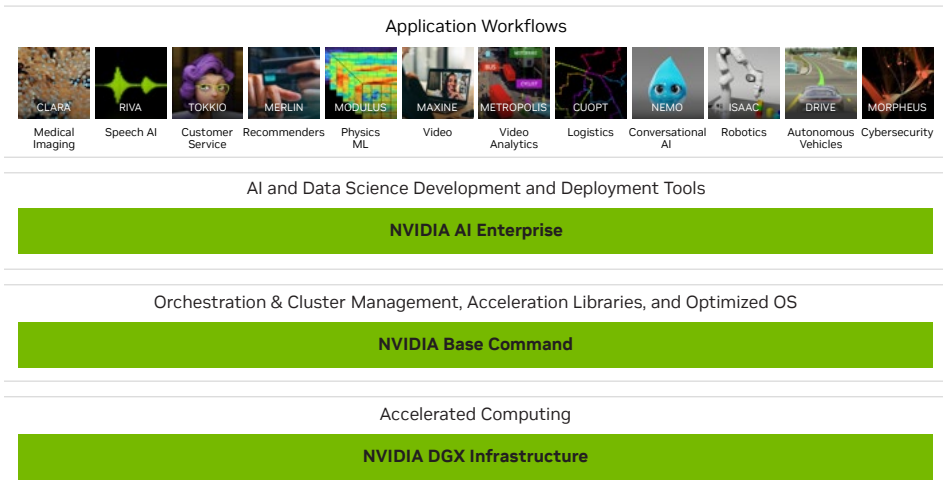 Application Workflows
CLARA
RIVA
TOKKIO
MERLIN
MODULUS
MAXINE
METROPOLIS
CUOPT
NEMO
ISAAC
DRIVE
MORPHEUS
Medical
Imaging
Speech AI
Customer
Service
Recommenders
Physics
ML
Video
Video
Analytics
Logistics
Conversational
AI
Robotics
Autonomous
Vehicles
Cybersecurity
AI and Data Science Development and Deployment Tools
NVIDIA AI Enterprise
Orchestration & Cluster Management, Acceleration Libraries, and Optimized OS
NVIDIA Base Command
Accelerated Computing
NVIDIA DGX Infrastructure